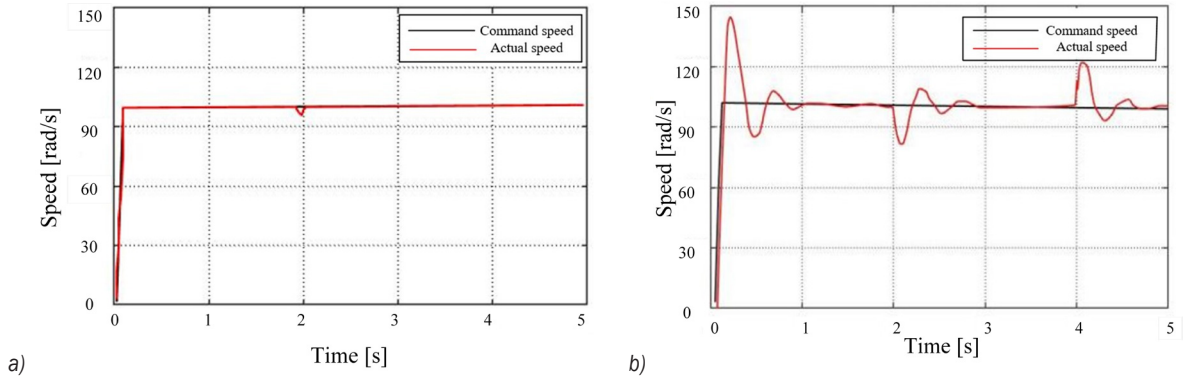 150
120
90
60
30
0
Speed [rad/s]
Command speed
Actual speed
0 1 2 3 4 5
Time [s]
a)
150
120
90
60
30
0
Speed [rad/s]
Command speed
Actual speed
0 1 2 3 4 5
Time [s]
b)